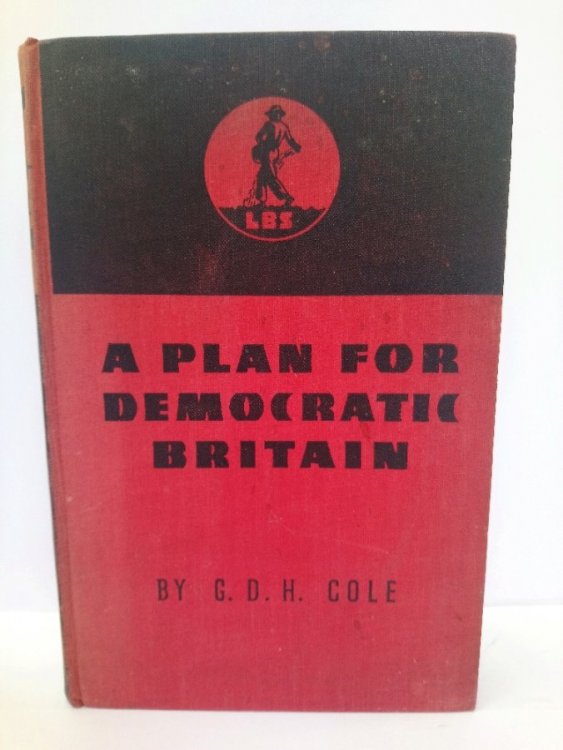 LBS
A PLAN FOR
DEMOCRATIC
BRITAIN
BY G. D. H. COLE